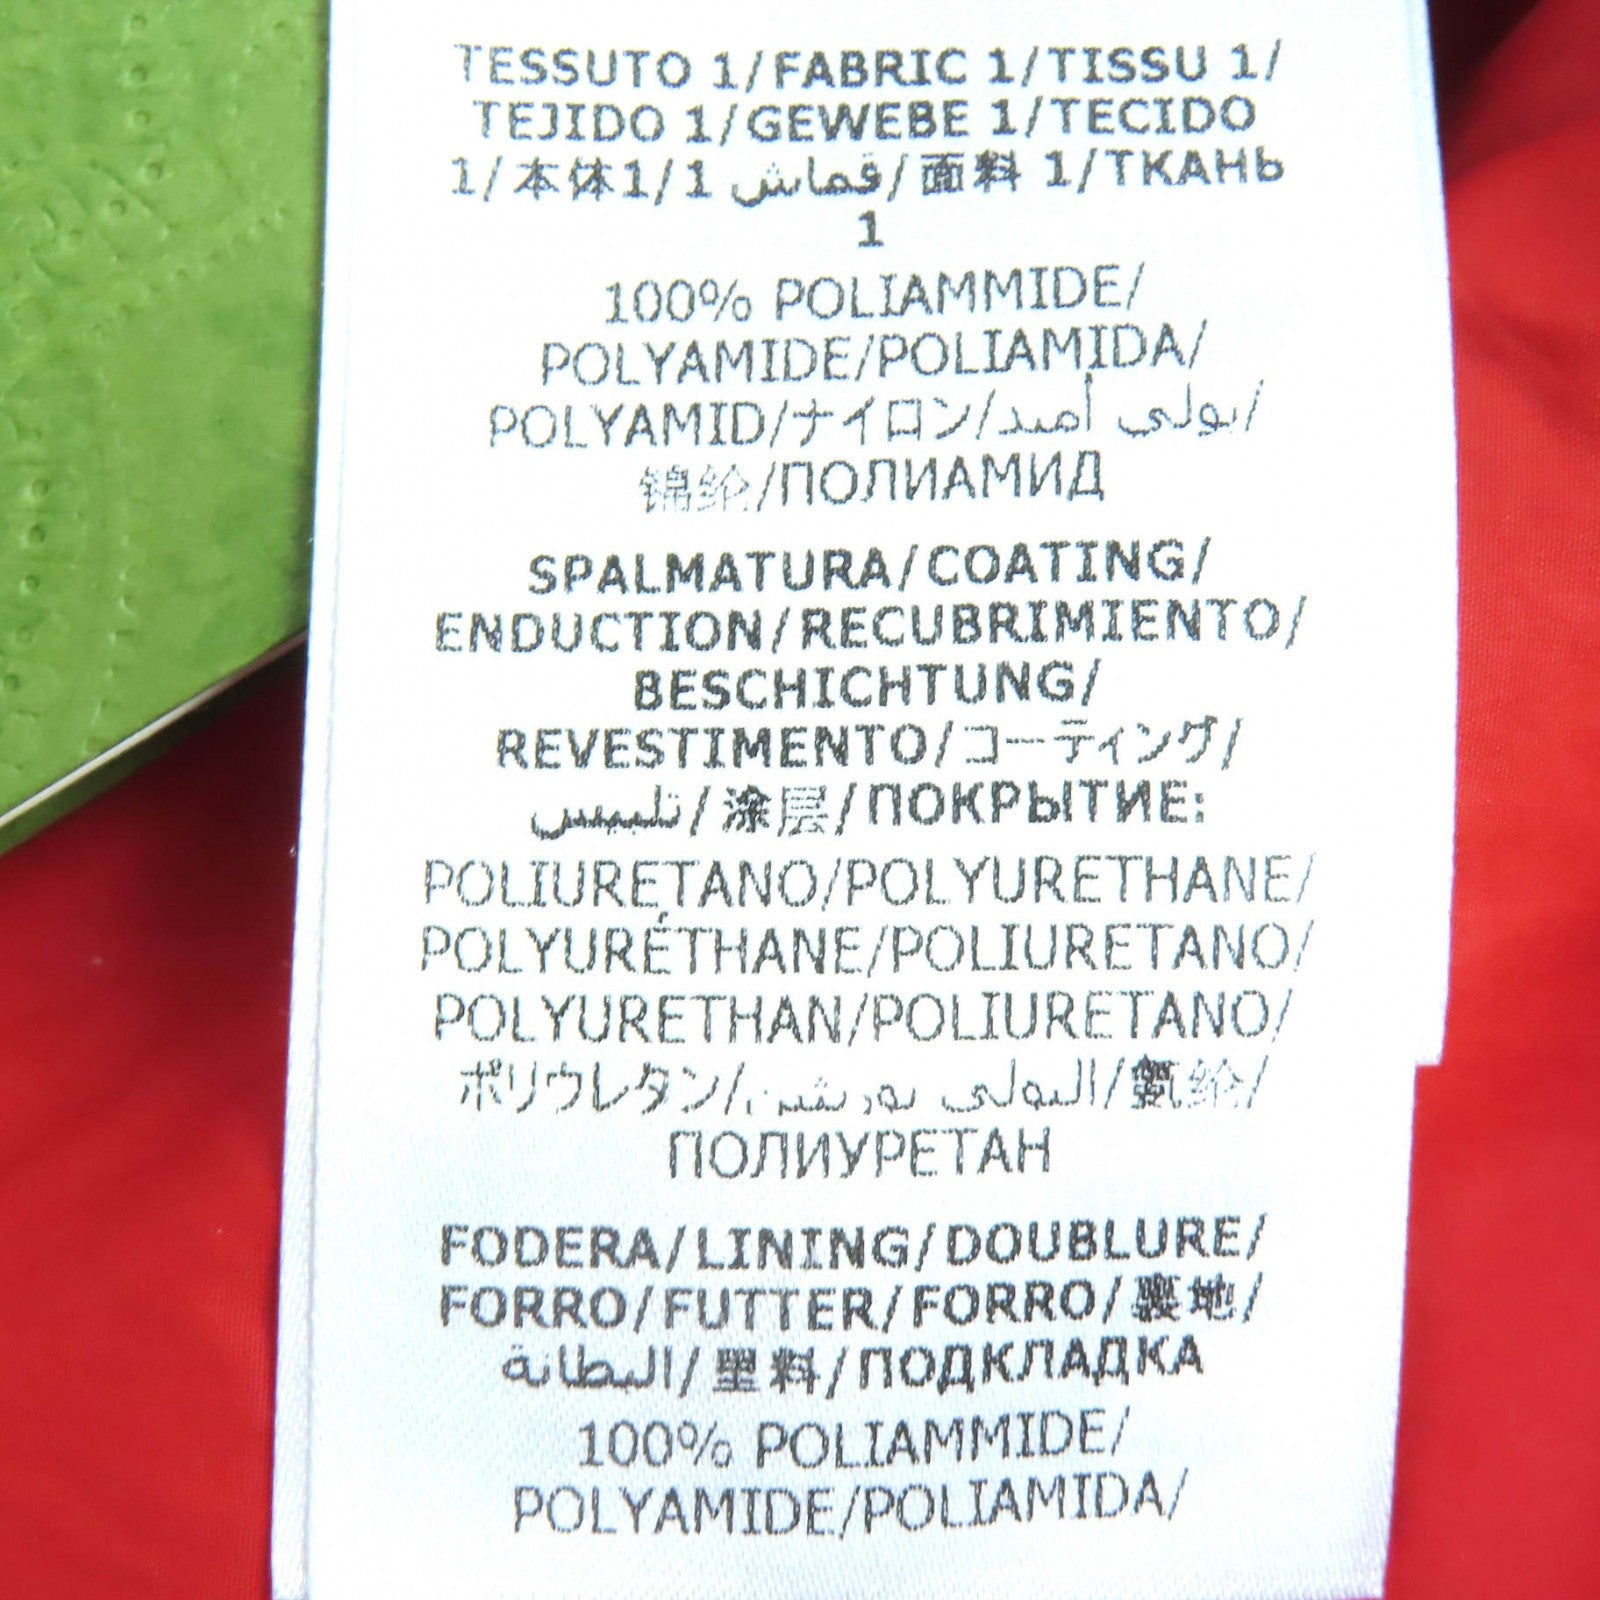 TESSUTO 1/FABRIC 1/TISSU 1/
TEJIDO 1/GEWEBE 1/TECIDO
1/本体1/1 قماش/面料 1/ТКАНЬ
1
100% POLIAMMIDE/
POLYAMIDE/POLIAMIDA/
POLYAMID/ナイロン/بولي أميد/
锦纶/ПОЛИАМИД
SPALMATURA/COATING/
ENDUCTION/RECUBRIMIENTO/
BESCHICHTUNG/
REVESTIMENTO/コーティング/
تلبيس/涂层/ПОКРЫТИЕ:
POLIURETANO/POLYURETHANE/
POLYURÉTHANE/POLIURETANO/
POLYURETHAN/POLIURETANO/
ポリウレタン/البولي يوريثين/氨纶/
ПОЛИУРЕТАН
FODERA/LINING/DOUBLURE/
FORRO/FUTTER/FORRO/裏地/
البطانة/里料/ПОДКЛАДКА
100% POLIAMMIDE/
POLYAMIDE/POLIAMIDA/